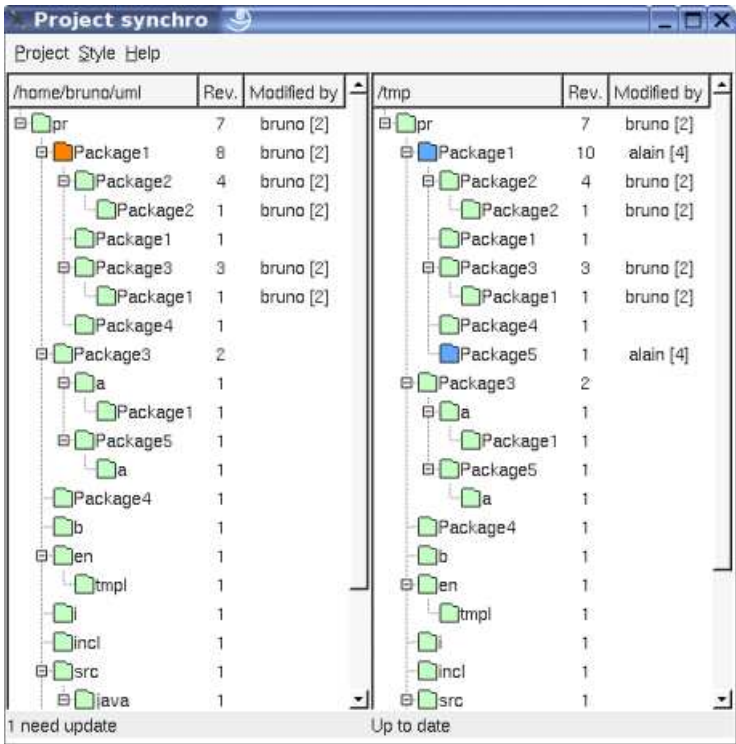 Project synchro
Project Style Help
/home/bruno/uml Rev. Modified by
pr 7 bruno [2]
Package1 8 bruno [2]
Package2 4 bruno [2]
Package2 1 bruno [2]
Package1 1
Package3 3 bruno [2]
Package1 1 bruno [2]
Package4 1
Package3 2
a 1
Package1 1
Package5 1
a 1
Package4 1
b 1
en 1
tmpl 1
i 1
incl 1
src 1
java 1
1 need update
/tmp Rev. Modified by
pr 7 bruno [2]
Package1 10 alain [4]
Package2 4 bruno [2]
Package2 1 bruno [2]
Package1 1
Package3 3 bruno [2]
Package1 1 bruno [2]
Package4 1
Package5 1 alain [4]
Package3 2
a 1
Package1 1
Package5 1
a 1
Package4 1
b 1
en 1
tmpl 1
i 1
incl 1
src 1
Up to date